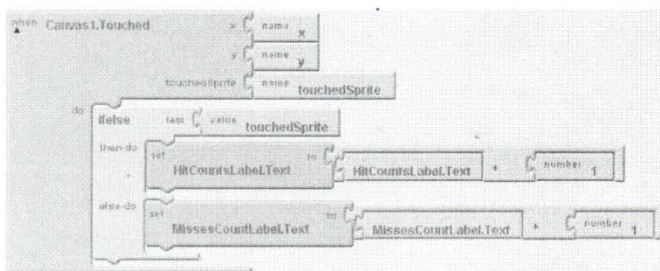 when Canvas1.Touched x name x
y name y
touchedSprite name touchedSprite
do ifelse test value touchedSprite
then-do set HitCountsLabel.Text to HitCountsLabel.Text + number 1
else-do set MissesCountLabel.Text to MissesCountLabel.Text + number 1